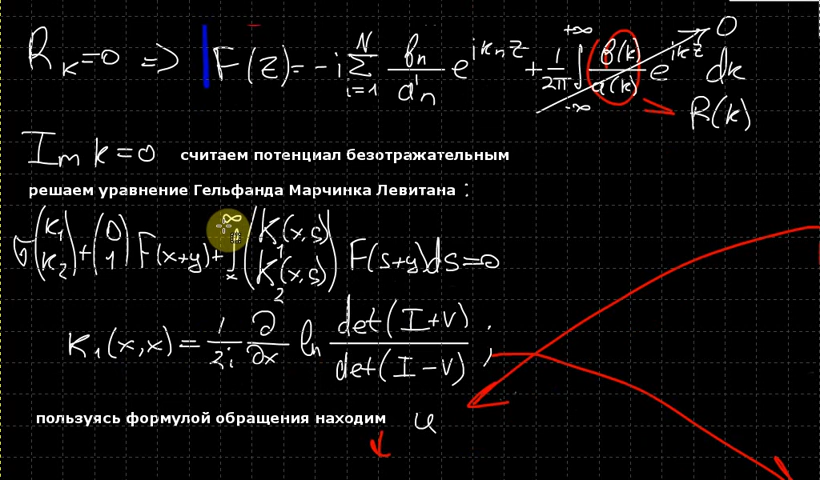 R_k=0 => F(z)=-i∑_{i=1}^{N} b_n/a'_n e^{ik_n z} + 1/2π ∫_{-∞}^{+∞} b(k)/a(k) e^{ikz} dk → 0
R(k)
Im k=0 считаем потенциал безотражательным
решаем уравнение Гельфанда Марчинка Левитана :
σ(K_1 K_2) + (0 1) F(x+y) + ∫_x^∞ (K_1(x,s) K_2(x,s)) F(s+y)ds=0
K_1(x,x) = 1/2i ∂/∂x ln det(I+V)/det(I-V) ;
пользуясь формулой обращения находим u